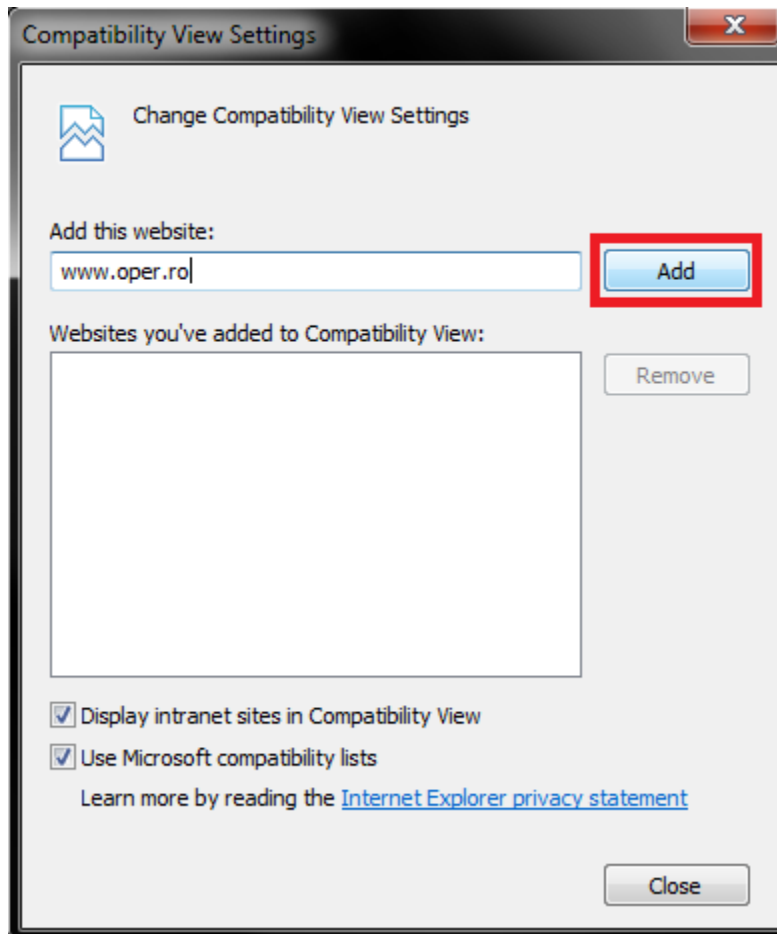 Compatibility View Settings
Change Compatibility View Settings
Add this website:
www.oper.ro
Add
Websites you've added to Compatibility View:
Remove
Display intranet sites in Compatibility View
Use Microsoft compatibility lists
Learn more by reading the Internet Explorer privacy statement
Close